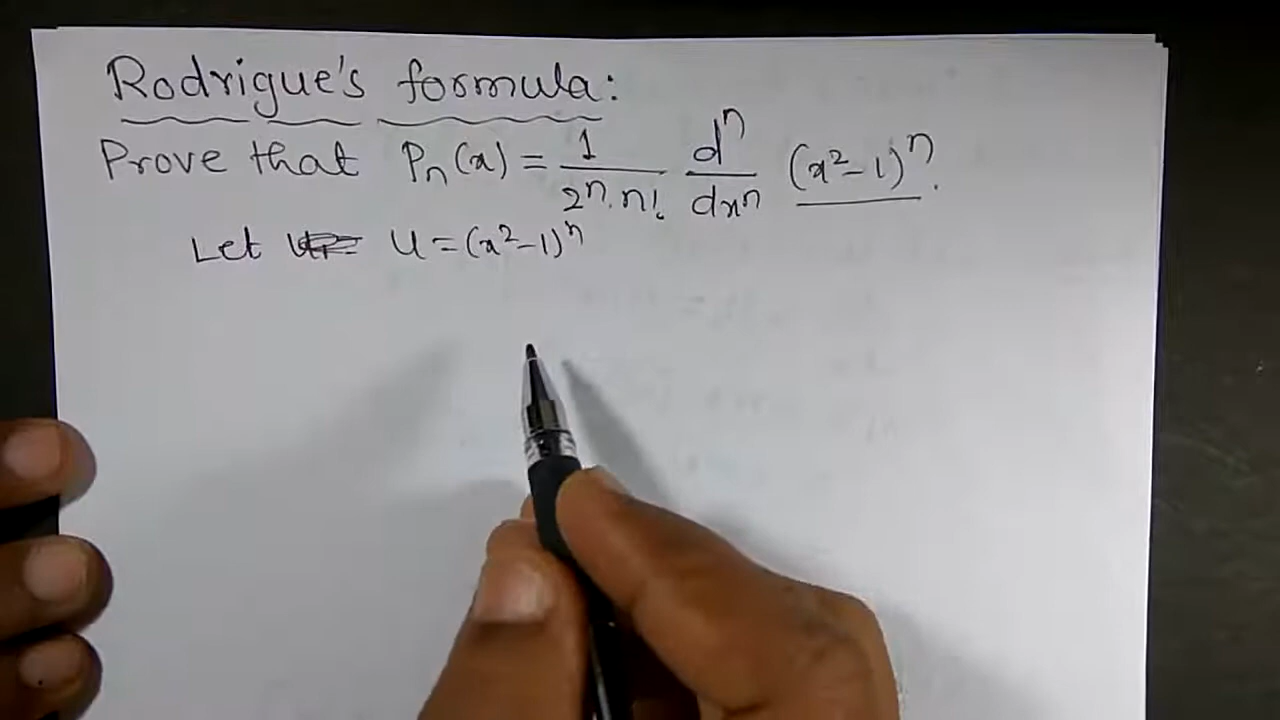 Rodrigue's formula:
Prove that Pn(x) = 1/(2^n · n!) d^n/dx^n (x²-1)^n.
Let u = (x²-1)^n